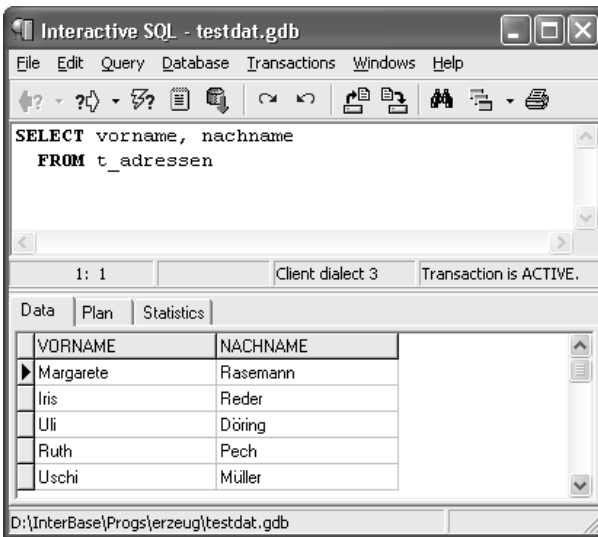 Interactive SQL - testdat.gdb
File Edit Query Database Transactions Windows Help
SELECT vorname, nachname
FROM t_adressen
1: 1 Client dialect 3 Transaction is ACTIVE.
Data Plan Statistics
VORNAME NACHNAME
Margarete Rasemann
Iris Reder
Uli Döring
Ruth Pech
Uschi Müller
D:\InterBase\Progs\erzeug\testdat.gdb